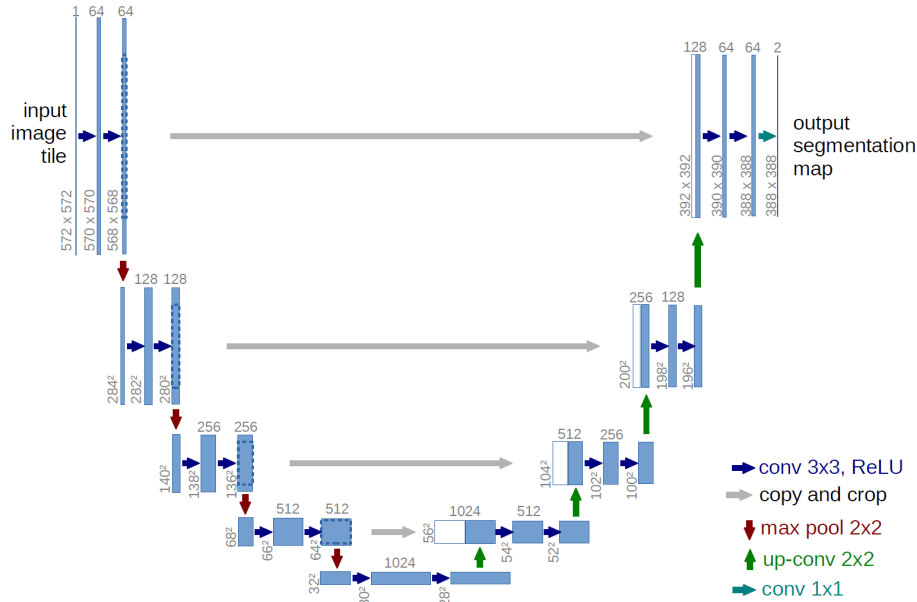 1 64 64
128 64 64 2
input
image
tile
output
segmentation
map
572 x 572
570 x 570
568 x 568
392 x 392
390 x 390
388 x 388
388 x 388
128 128
256 128
284²
282²
280²
200²
198²
196²
256 256
512 256
140²
138²
136²
104²
102²
100²
512 512
1024 512
68²
66²
64²
56²
54²
52²
1024
32²
conv 3x3, ReLU
copy and crop
max pool 2x2
up-conv 2x2
conv 1x1